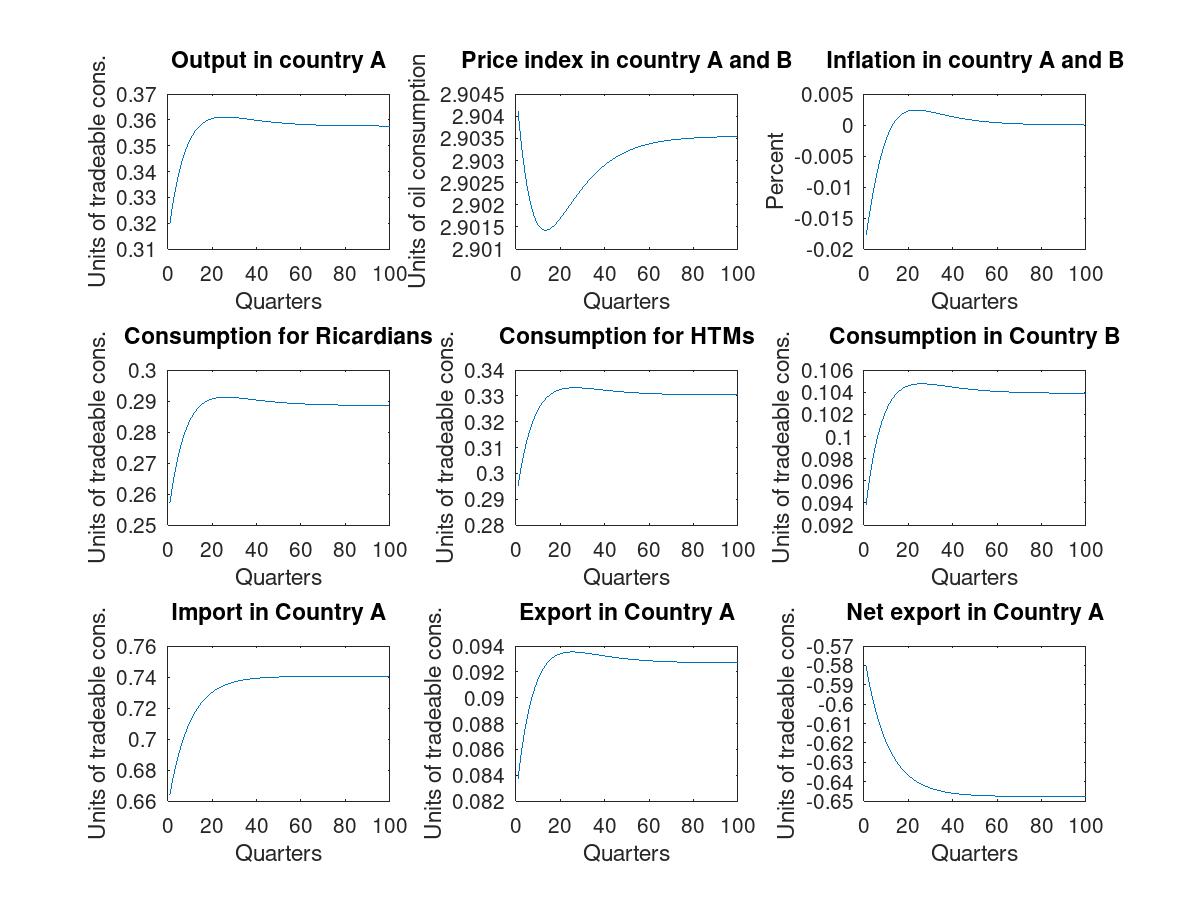 Output in country A
Units of tradeable cons.
0.37
0.36
0.35
0.34
0.33
0.32
0.31
0 20 40 60 80 100
Quarters
Price index in country A and B
Units of oil consumption
2.9045
2.904
2.9035
2.903
2.9025
2.902
2.9015
2.901
0 20 40 60 80 100
Quarters
Inflation in country A and B
Percent
0.005
0
-0.005
-0.01
-0.015
-0.02
0 20 40 60 80 100
Quarters
Consumption for Ricardians
Units of tradeable cons.
0.3
0.29
0.28
0.27
0.26
0.25
0 20 40 60 80 100
Quarters
Consumption for HTMs
Units of tradeable cons.
0.34
0.33
0.32
0.31
0.3
0.29
0.28
0 20 40 60 80 100
Quarters
Consumption in Country B
Units of tradeable cons.
0.106
0.104
0.102
0.1
0.098
0.096
0.094
0.092
0 20 40 60 80 100
Quarters
Import in Country A
Units of tradeable cons.
0.76
0.74
0.72
0.7
0.68
0.66
0 20 40 60 80 100
Quarters
Export in Country A
Units of tradeable cons.
0.094
0.092
0.09
0.088
0.086
0.084
0.082
0 20 40 60 80 100
Quarters
Net export in Country A
Units of tradeable cons.
-0.57
-0.58
-0.59
-0.6
-0.61
-0.62
-0.63
-0.64
-0.65
0 20 40 60 80 100
Quarters